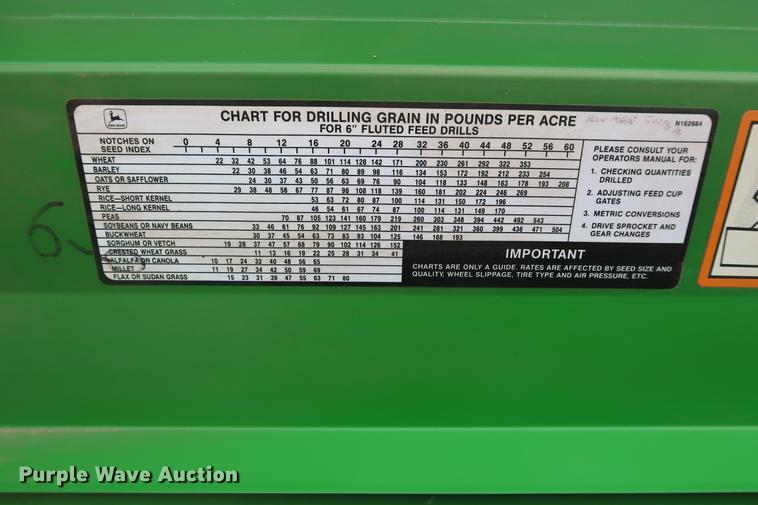 JOHN DEERE
CHART FOR DRILLING GRAIN IN POUNDS PER ACRE
FOR 6" FLUTED FEED DRILLS
N162684
NOTCHES ON
SEED INDEX
0 4 8 12 16 20 24 28 32 36 40 44 48 52 56 60
WHEAT 22 32 42 53 64 76 88 101 114 128 142 171 200 230 261 292 322 353
BARLEY 22 30 38 46 54 63 71 80 89 98 116 134 153 172 192 212 233 254
OATS OR SAFFLOWER 24 30 37 43 50 56 63 69 76 90 104 118 133 148 163 178 193 208
RYE 29 38 48 58 67 77 87 98 108 118 139 160 181 202 224 246 269
RICE-SHORT KERNEL 53 63 72 80 87 100 114 131 150 172 196
RICE-LONG KERNEL 46 54 61 67 74 87 100 114 131 149 170
PEAS 70 87 105 123 141 160 179 219 260 303 348 394 442 492 543
SOYBEANS OR NAVY BEANS 33 46 61 76 92 109 127 145 163 201 241 281 321 360 399 436 471 504
BUCKWHEAT 30 37 45 54 63 73 83 93 104 125 146 168 193
SORGHUM OR VETCH 19 28 37 47 57 68 79 90 102 114 126 152
CRESTED WHEAT GRASS 11 13 16 19 22 25 28 31 34 41
ALFALFA OR CANOLA 10 17 24 32 40 48 56 65
MILLET 11 19 27 34 42 50 59 69
FLAX OR SUDAN GRASS 15 23 31 39 47 55 63 71 80
PLEASE CONSULT YOUR
OPERATORS MANUAL FOR:
1. CHECKING QUANTITIES
DRILLED
2. ADJUSTING FEED CUP
GATES
3. METRIC CONVERSIONS
4. DRIVE SPROCKET AND
GEAR CHANGES
IMPORTANT
CHARTS ARE ONLY A GUIDE. RATES ARE AFFECTED BY SEED SIZE AND
QUALITY, WHEEL SLIPPAGE, TIRE TYPE AND AIR PRESSURE, ETC.
Purple Wave Auction